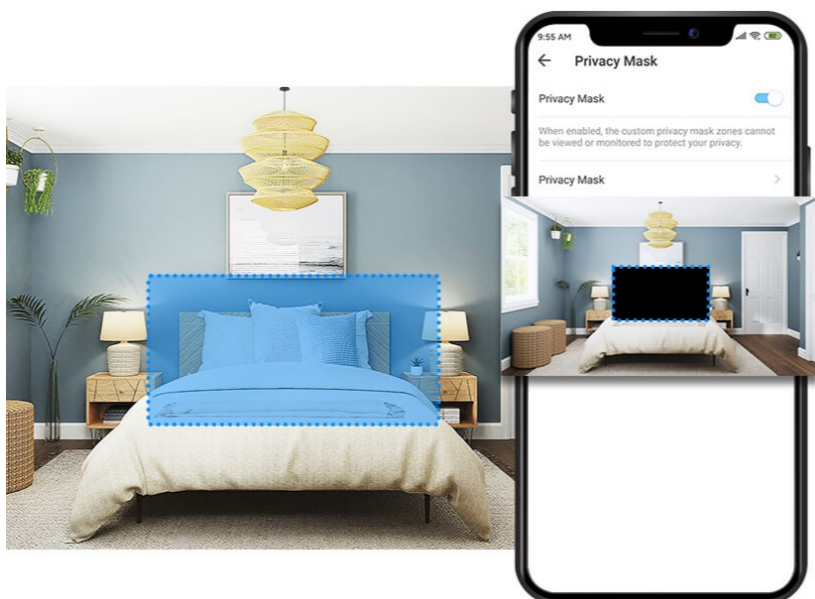 9:55 AM
Privacy Mask
Privacy Mask
When enabled, the custom privacy mask zones cannot
be viewed or monitored to protect your privacy.
Privacy Mask